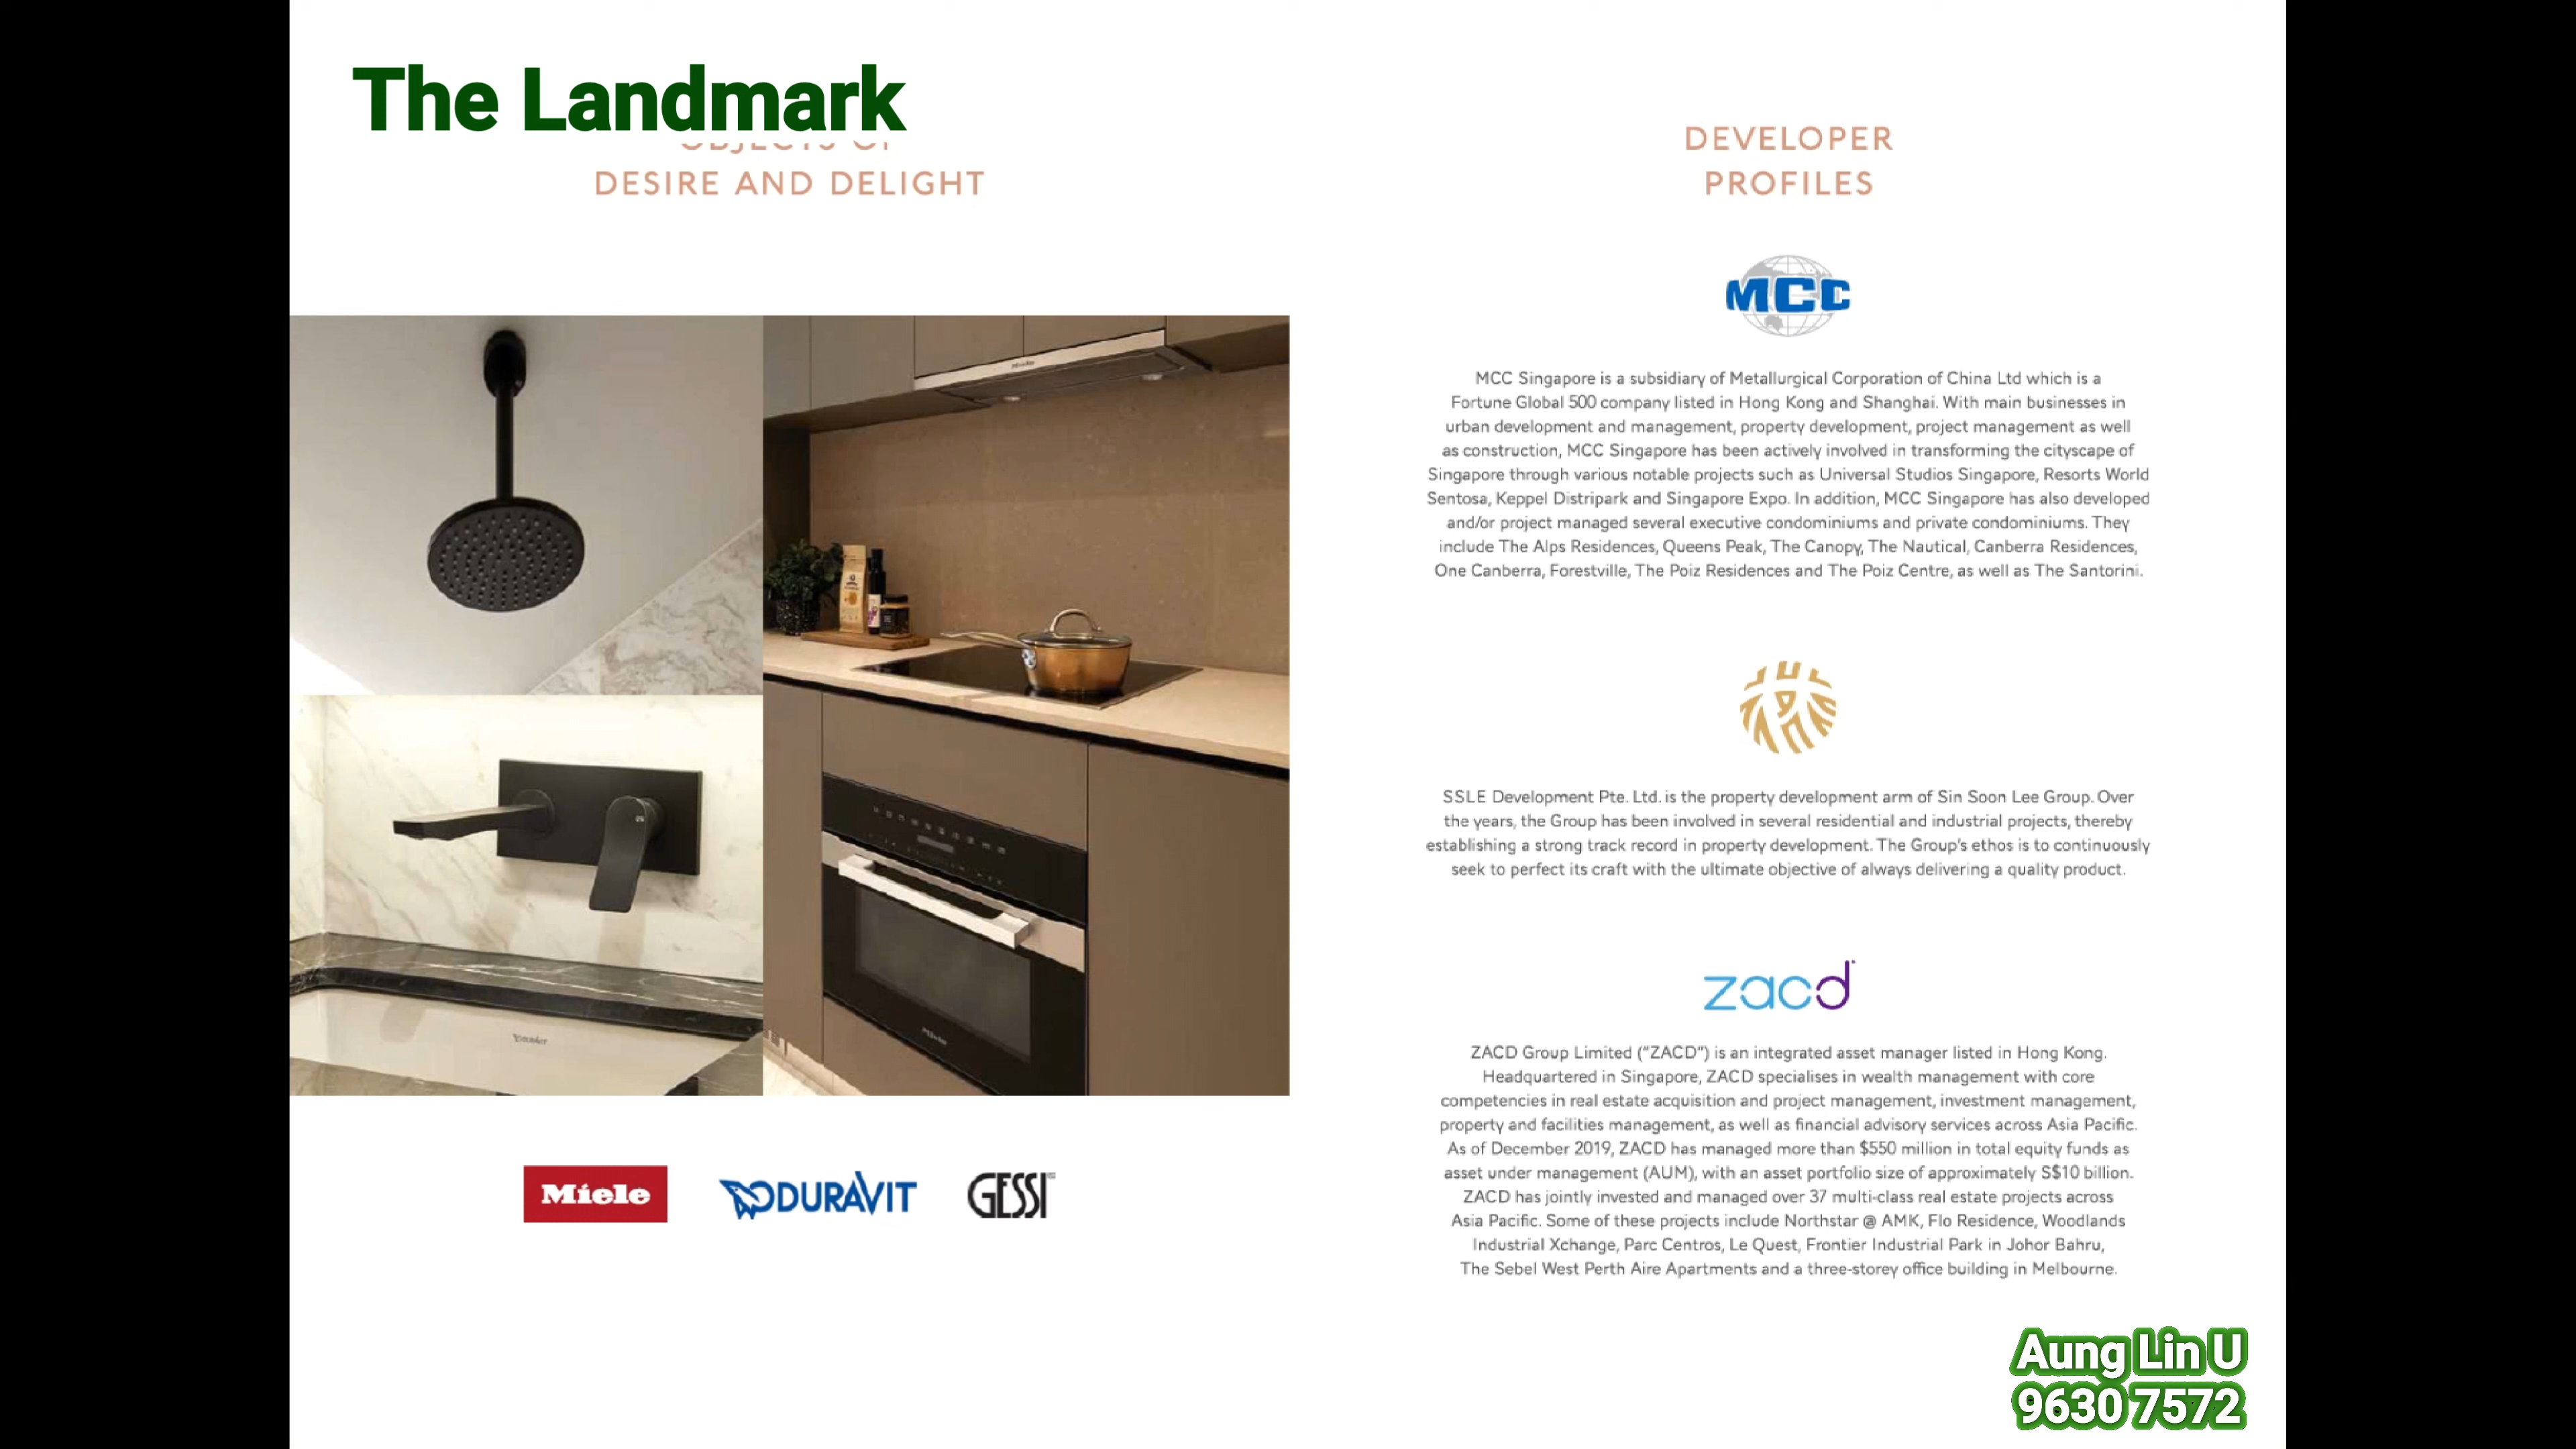 The Landmark
OBJECTS OF
DESIRE AND DELIGHT
Miele
Miele
DURAVIT
Miele
DURAVIT
GESSI
DEVELOPER
PROFILES
MCC
MCC Singapore is a subsidiary of Metallurgical Corporation of China Ltd which is a
Fortune Global 500 company listed in Hong Kong and Shanghai. With main businesses in
urban development and management, property development, project management as well
as construction, MCC Singapore has been actively involved in transforming the cityscape of
Singapore through various notable projects such as Universal Studios Singapore, Resorts World
Sentosa, Keppel Distripark and Singapore Expo. In addition, MCC Singapore has also developed
and/or project managed several executive condominiums and private condominiums. They
include The Alps Residences, Queens Peak, The Canopy, The Nautical, Canberra Residences,
One Canberra, Forestville, The Poiz Residences and The Poiz Centre, as well as The Santorini.
SSLE Development Pte. Ltd. is the property development arm of Sin Soon Lee Group. Over
the years, the Group has been involved in several residential and industrial projects, thereby
establishing a strong track record in property development. The Group's ethos is to continuously
seek to perfect its craft with the ultimate objective of always delivering a quality product.
zacd
ZACD Group Limited (“ZACD”) is an integrated asset manager listed in Hong Kong.
Headquartered in Singapore, ZACD specialises in wealth management with core
competencies in real estate acquisition and project management, investment management,
property and facilities management, as well as financial advisory services across Asia Pacific.
As of December 2019, ZACD has managed more than $550 million in total equity funds as
asset under management (AUM), with an asset portfolio size of approximately S$10 billion.
ZACD has jointly invested and managed over 37 multi-class real estate projects across
Asia Pacific. Some of these projects include Northstar @ AMK, Flo Residence, Woodlands
Industrial Xchange, Parc Centros, Le Quest, Frontier Industrial Park in Johor Bahru,
The Sebel West Perth Aire Apartments and a three-storey office building in Melbourne.
Aung Lin U
9630 7572